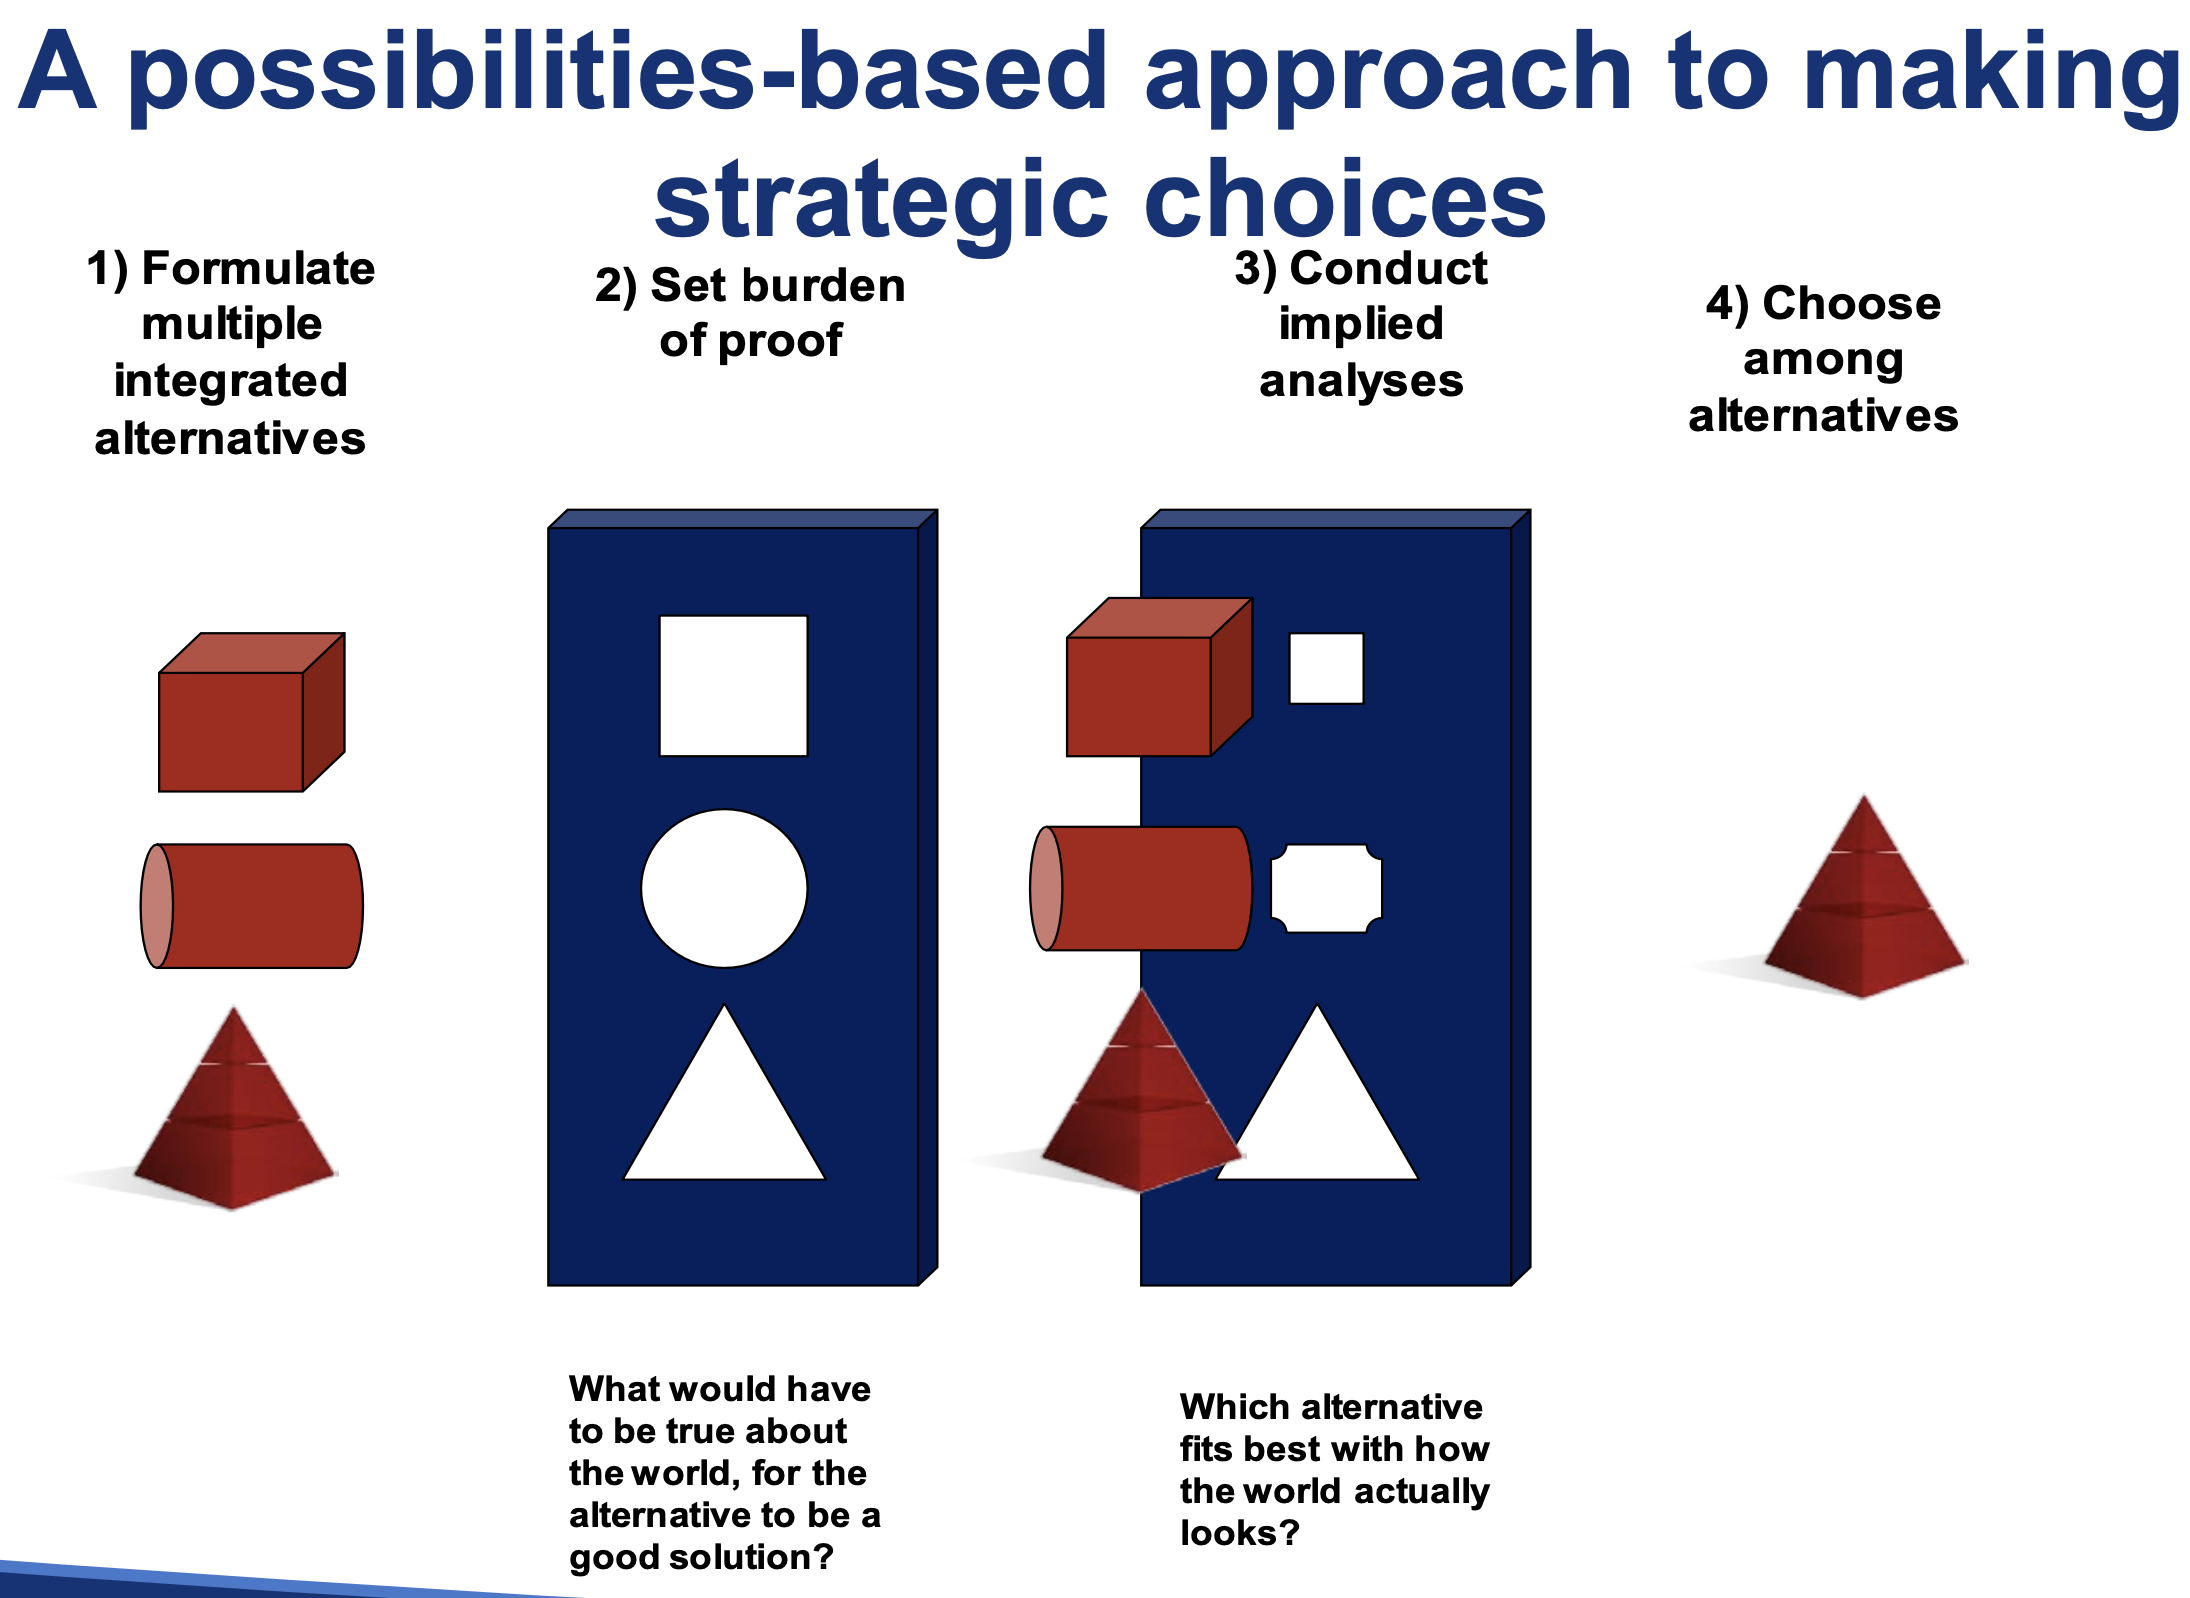 A possibilities-based approach to making
strategic choices
1) Formulate
multiple
integrated
alternatives
2) Set burden
of proof
3) Conduct
implied
analyses
4) Choose
among
alternatives
What would have
to be true about
the world, for the
alternative to be a
good solution?
Which alternative
fits best with how
the world actually
looks?